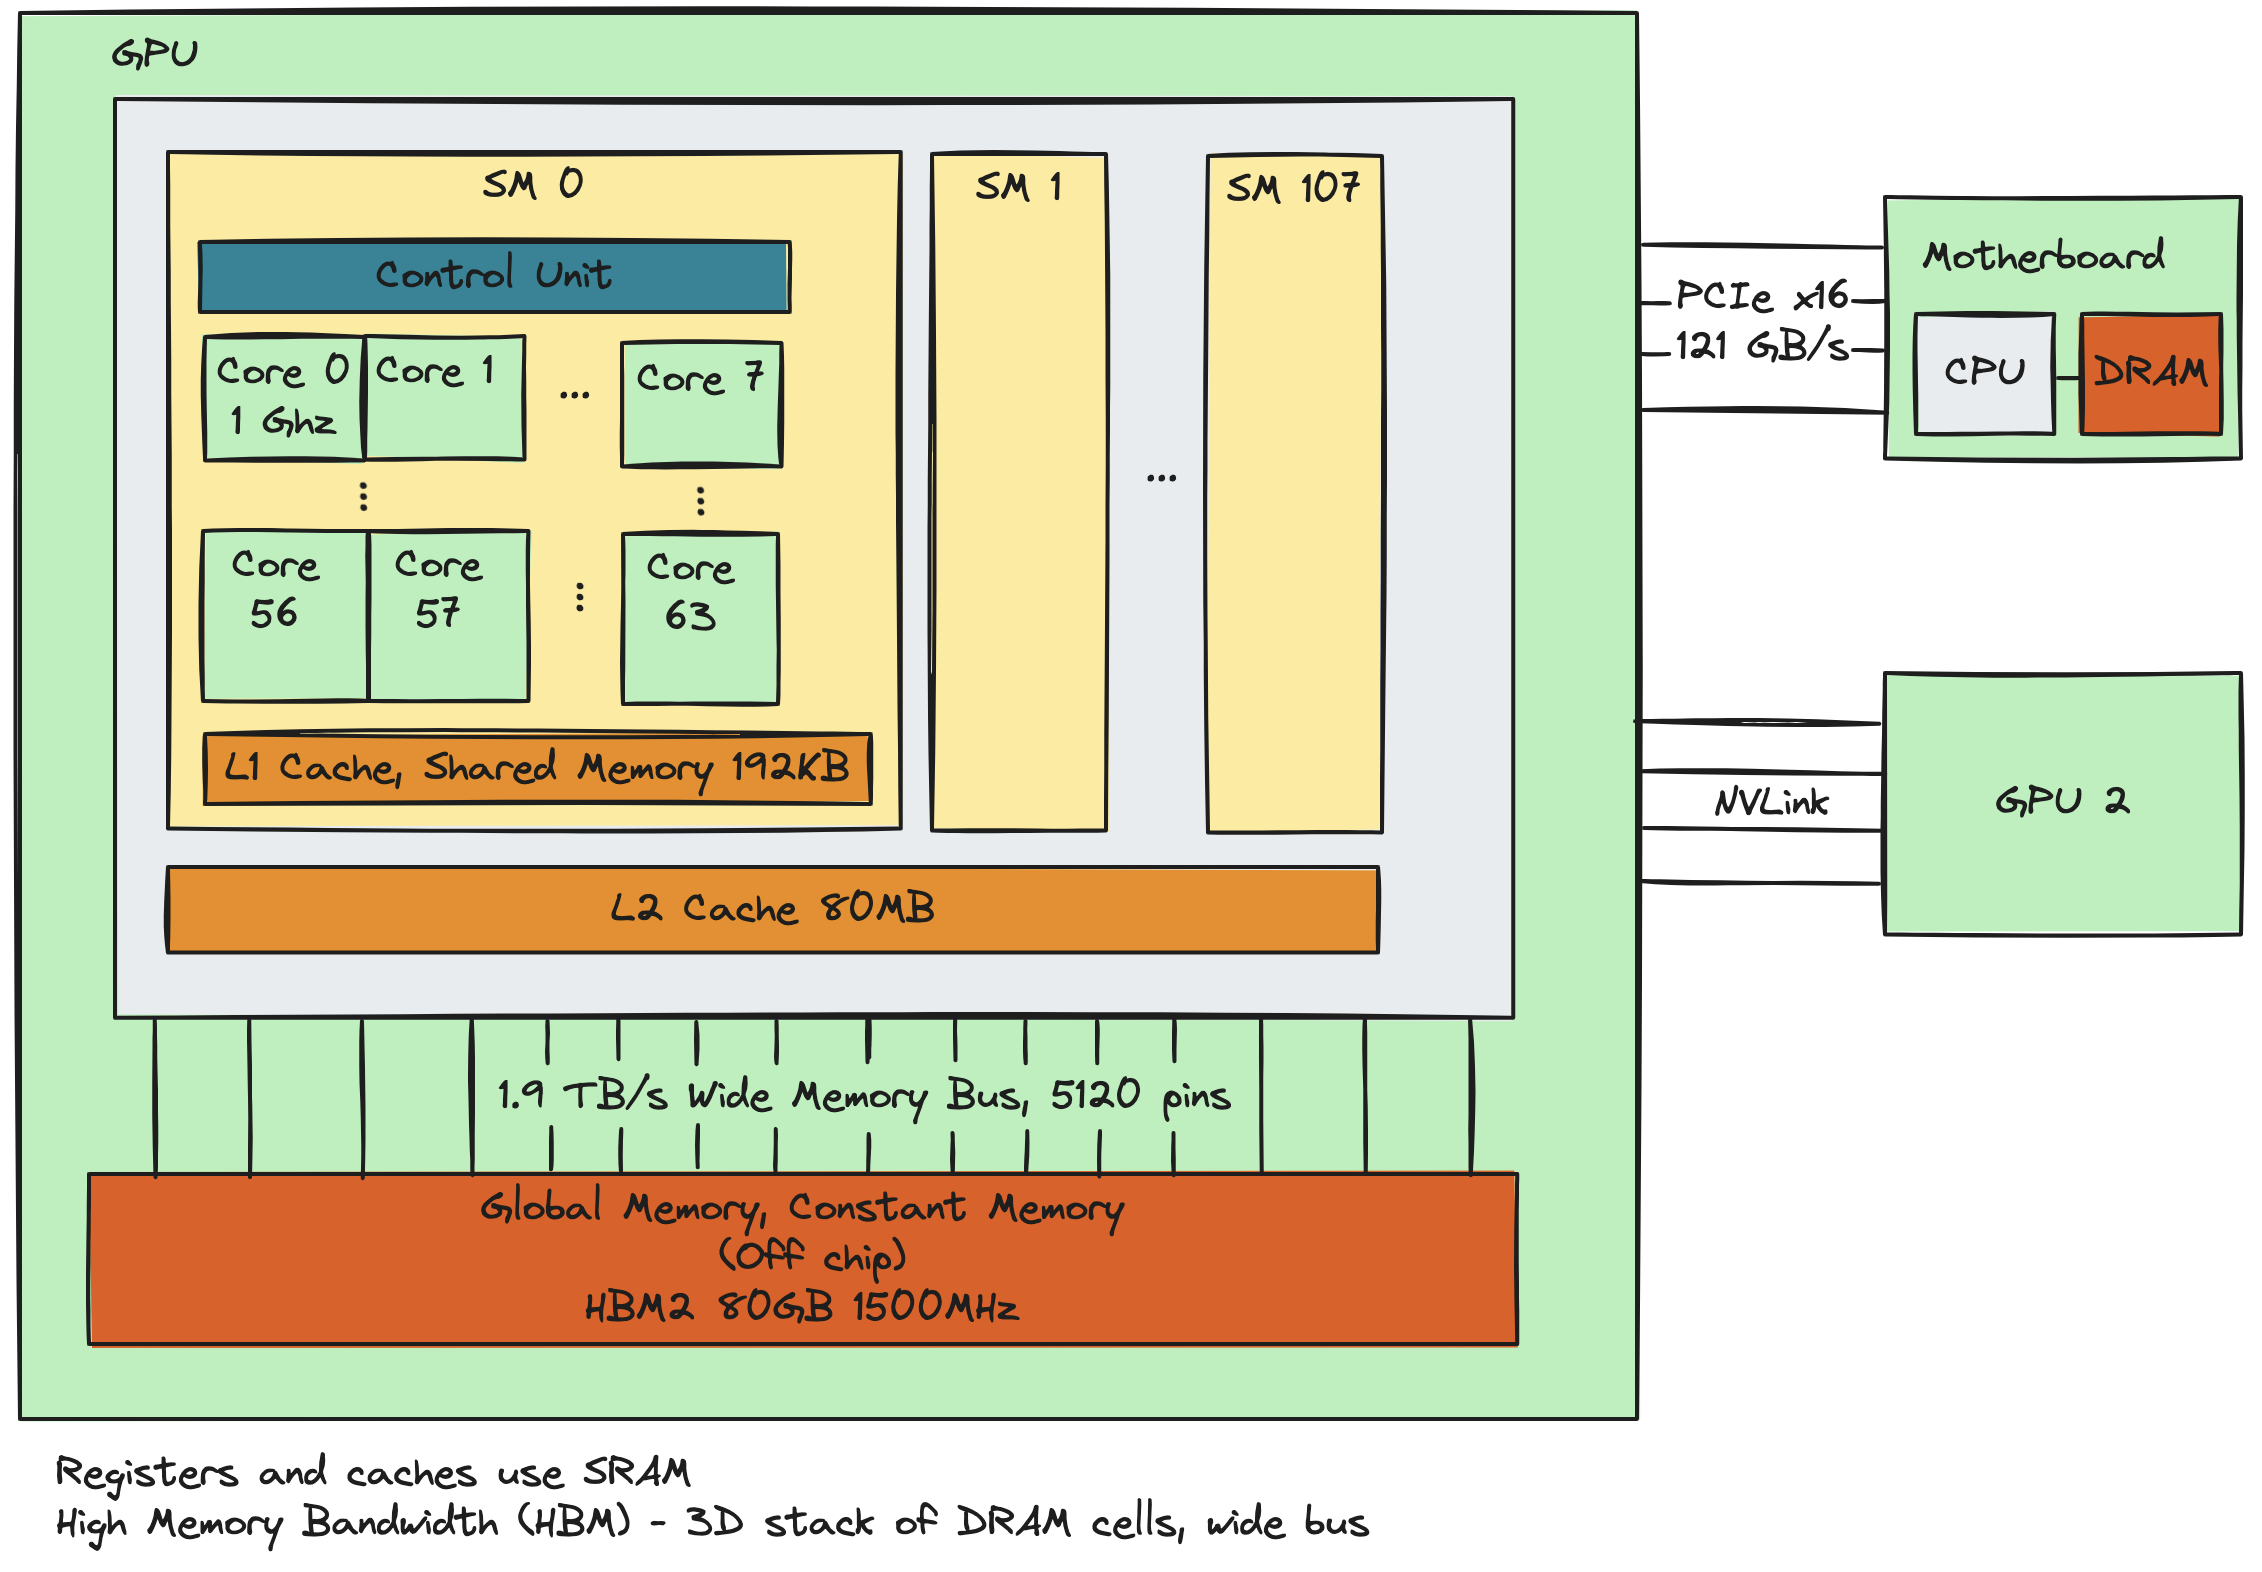 GPU
SM 0
SM 1
SM 107
Control Unit
Core 0
1 Ghz
Core 1
...
Core 7
...
Core
56
Core
57
Core
63
L1 Cache, Shared Memory 192KB
L2 Cache 80MB
1.9 TB/s Wide Memory Bus, 5120 pins
Global Memory, Constant Memory
(Off chip)
HBM2 80GB 1500MHz
PCIe x16
121 GB/s
Motherboard
CPU
DRAM
NVLink
GPU 2
Registers and caches use SRAM
High Memory Bandwidth (HBM) - 3D stack of DRAM cells, wide bus